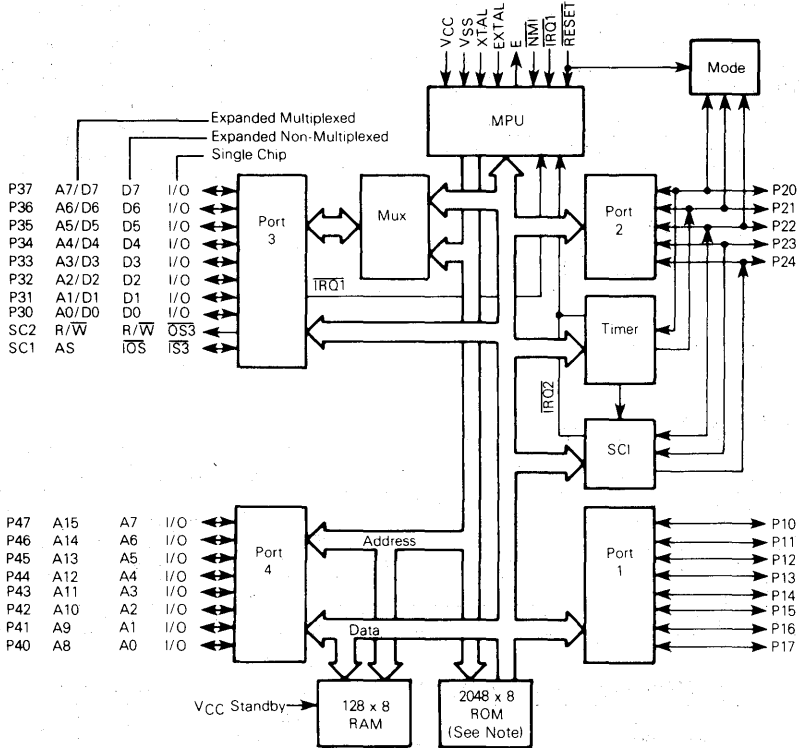 VCC
VSS
XTAL
EXTAL
E
NMI
IRQ1
RESET
Mode
MPU
Expanded Multiplexed
Expanded Non-Multiplexed
Single Chip
P37 A7/D7 D7 I/O
P36 A6/D6 D6 I/O
P35 A5/D5 D5 I/O
P34 A4/D4 D4 I/O
P33 A3/D3 D3 I/O
P32 A2/D2 D2 I/O
P31 A1/D1 D1 I/O
P30 A0/D0 D0 I/O
SC2 R/W R/W OS3
SC1 AS IOS IS3
Port
3
Mux
IRQ1
Port
2
P20
P21
P22
P23
P24
Timer
IRQ2
SCI
P47 A15 A7 I/O
P46 A14 A6 I/O
P45 A13 A5 I/O
P44 A12 A4 I/O
P43 A11 A3 I/O
P42 A10 A2 I/O
P41 A9 A1 I/O
P40 A8 A0 I/O
Port
4
Address
Data
Port
1
P10
P11
P12
P13
P14
P15
P16
P17
VCC Standby
128 x 8
RAM
2048 x 8
ROM
(See Note)